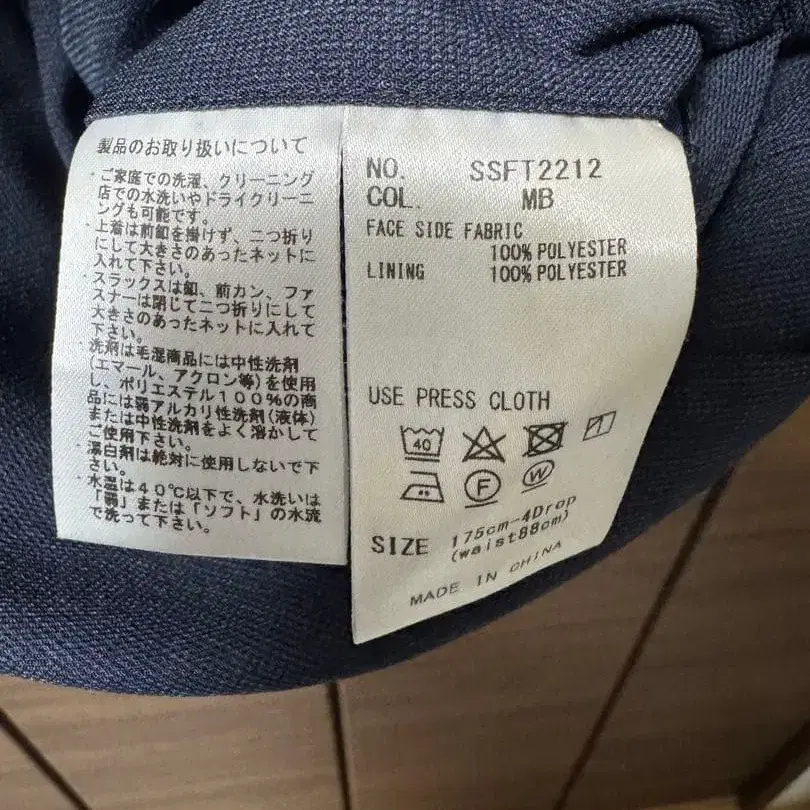 製品のお取り扱いについて
・ご家庭での洗濯、クリーニング
店での水洗いやドライクリーニ
ングも可能です。
・上着は前釦を掛けず、二つ折り
にして大きさのあったネットに
入れて下さい。
・スラックスは釦、前カン、ファ
スナーは閉じて二つ折りにして
大きさのあったネットに入れて
下さい。
・洗剤は毛混商品には中性洗剤
(エマール、アクロン等)を使用
し、ポリエステル100%の商
品には弱アルカリ性洗剤(液体)
または中性洗剤をよく溶かして
ご使用下さい。
・漂白剤は絶対に使用しないで下
さい。
・水温は40℃以下で、水洗いは
「弱」または「ソフト」の水流
で洗って下さい。
NO. SSFT2212
COL. MB
FACE SIDE FABRIC
100% POLYESTER
LINING 100% POLYESTER
USE PRESS CLOTH
40
F W
SIZE 175cm-4Drop
(waist88cm)
MADE IN CHINA